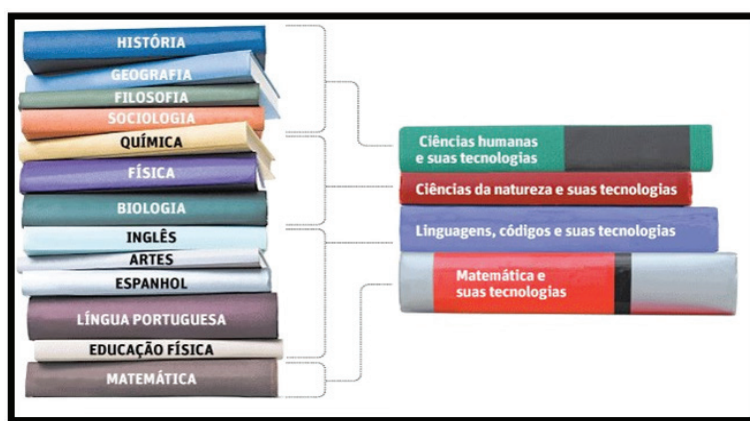 HISTÓRIA
GEOGRAFIA
FILOSOFIA
SOCIOLOGIA
QUÍMICA
FÍSICA
BIOLOGIA
INGLÊS
ARTES
ESPANHOL
LÍNGUA PORTUGUESA
EDUCAÇÃO FÍSICA
MATEMÁTICA
Ciências humanas
e suas tecnologias
Ciências da natureza e suas tecnologias
Linguagens, códigos e suas tecnologias
Matemática e
suas tecnologias